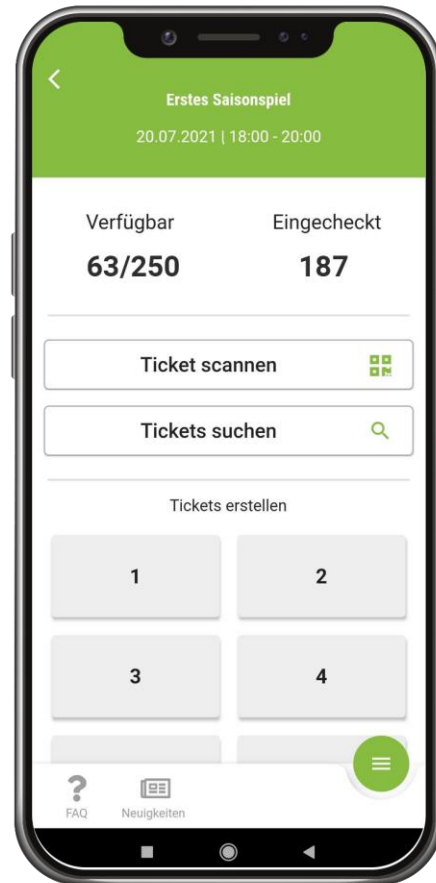 Erstes Saisonspiel
20.07.2021 | 18:00 - 20:00
Verfügbar Eingecheckt
63/250 187
Ticket scannen
Tickets suchen
Tickets erstellen
1 2
3 4
FAQ Neuigkeiten